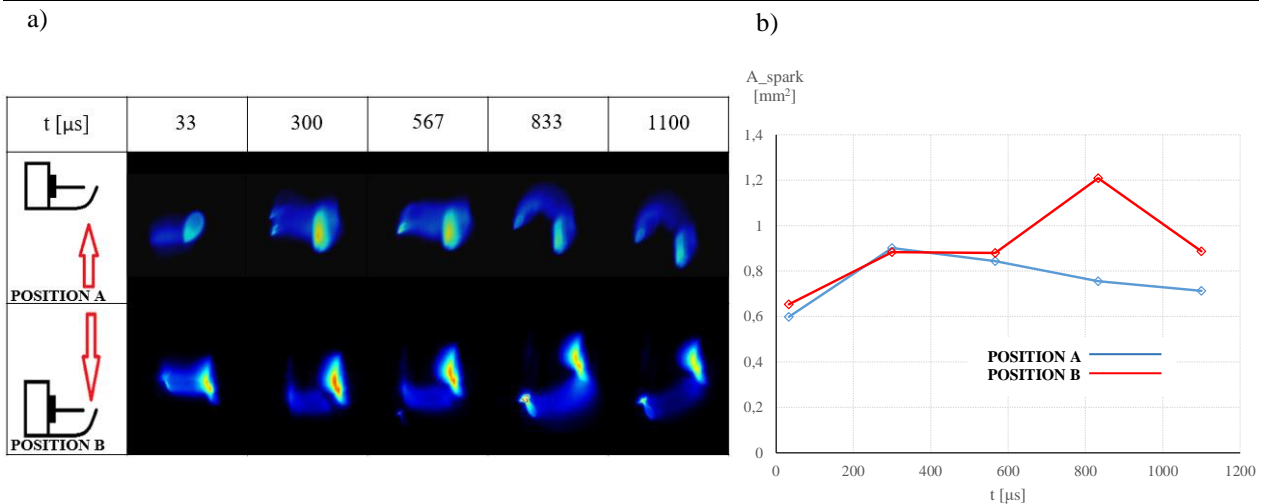 a)
t [μs] 33 300 567 833 1100
POSITION A
POSITION B
b)
A_spark
[mm²]
1,4
1,2
1
0,8
0,6
0,4
0,2
0
POSITION A
POSITION B
0 200 400 600 800 1000 1200
t [μs]